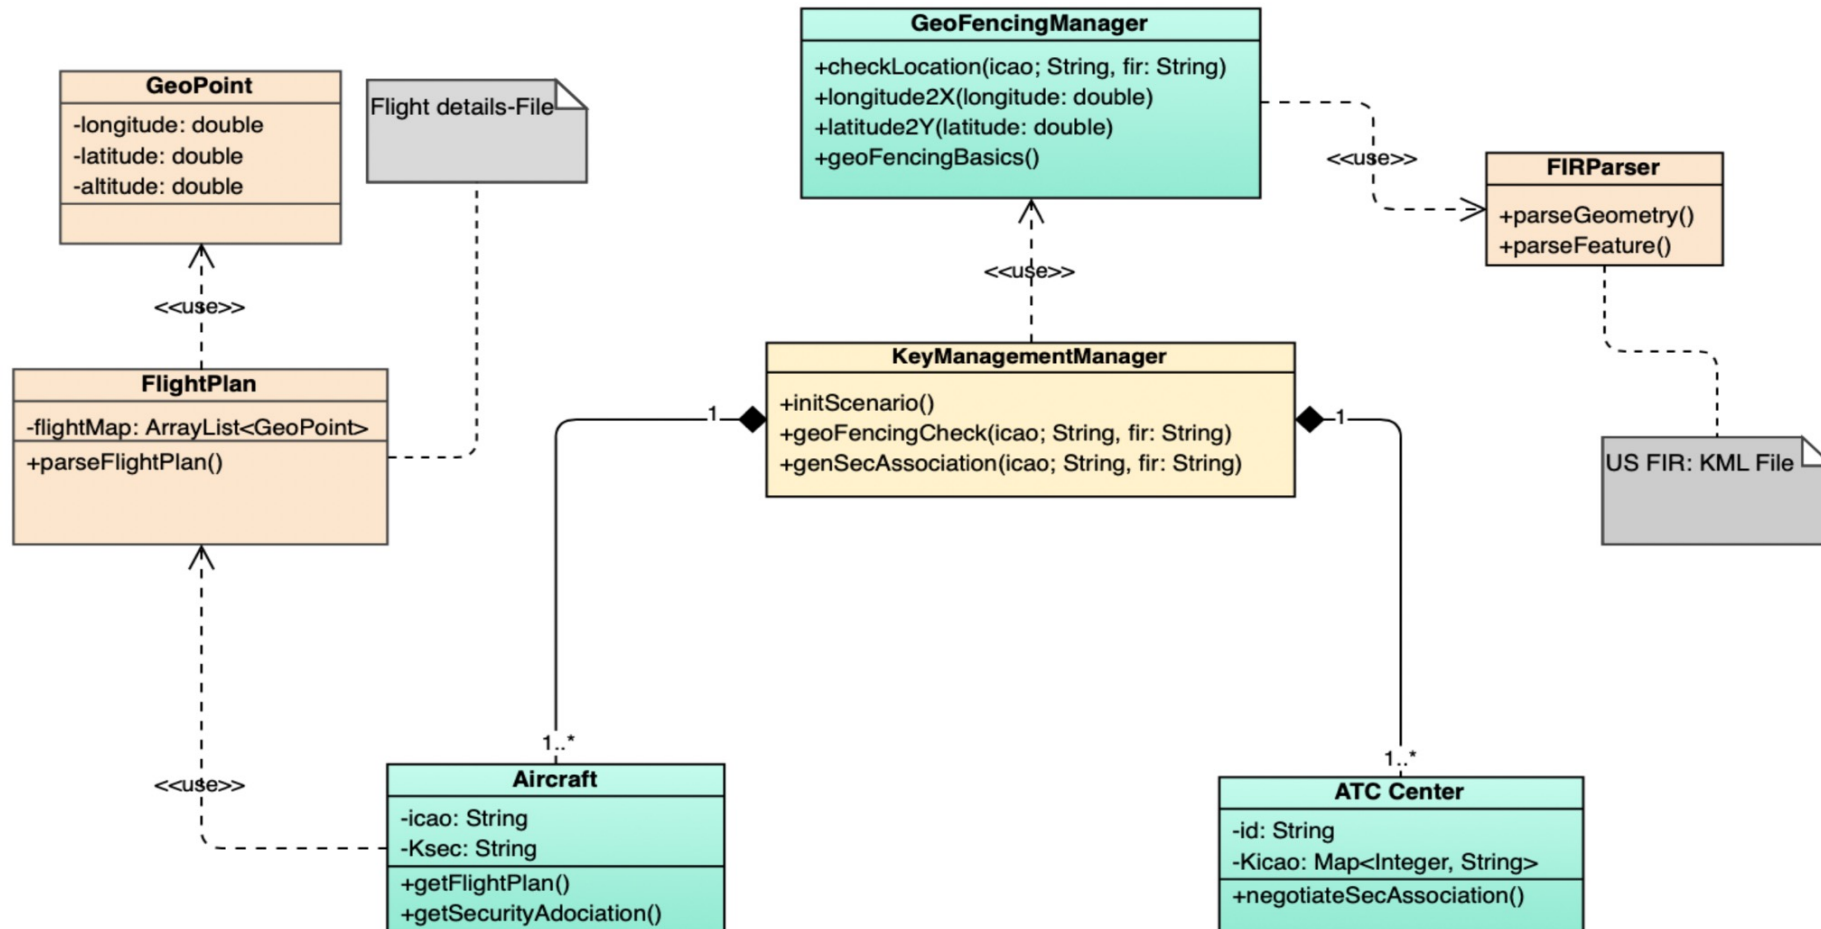 GeoFencingManager
+checkLocation(icao; String, fir: String)
+longitude2X(longitude: double)
+latitude2Y(latitude: double)
+geoFencingBasics()
GeoPoint
-longitude: double
-latitude: double
-altitude: double
Flight details-File
<<use>>
FIRParser
+parseGeometry()
+parseFeature()
<<use>>
<<use>>
KeyManagementManager
+initScenario()
+geoFencingCheck(icao; String, fir: String)
+genSecAssociation(icao; String, fir: String)
FlightPlan
-flightMap: ArrayList<GeoPoint>
+parseFlightPlan()
1
1
US FIR: KML File
1..*
1..*
<<use>>
Aircraft
-icao: String
-Ksec: String
+getFlightPlan()
+getSecurityAdociation()
ATC Center
-id: String
-Kicao: Map<Integer, String>
+negotiateSecAssociation()